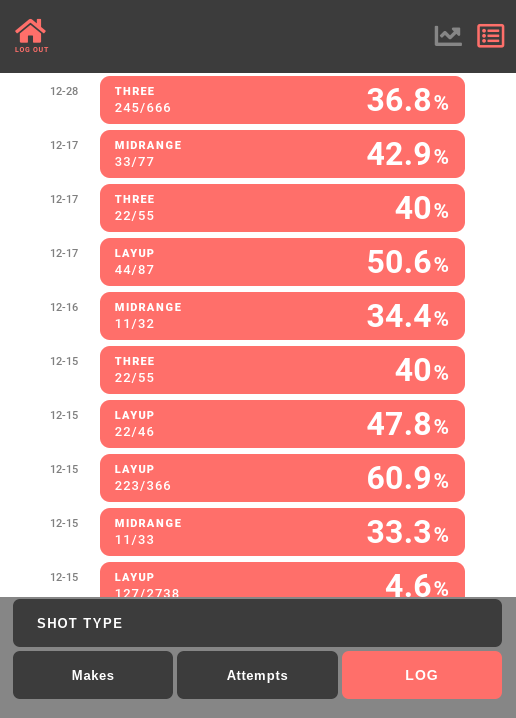 LOG OUT
12-28
THREE
245/666
36.8%
12-17
MIDRANGE
33/77
42.9%
12-17
THREE
22/55
40%
12-17
LAYUP
44/87
50.6%
12-16
MIDRANGE
11/32
34.4%
12-15
THREE
22/55
40%
12-15
LAYUP
22/46
47.8%
12-15
LAYUP
223/366
60.9%
12-15
MIDRANGE
11/33
33.3%
12-15
LAYUP
127/2738
4.6%
SHOT TYPE
Makes
Attempts
LOG